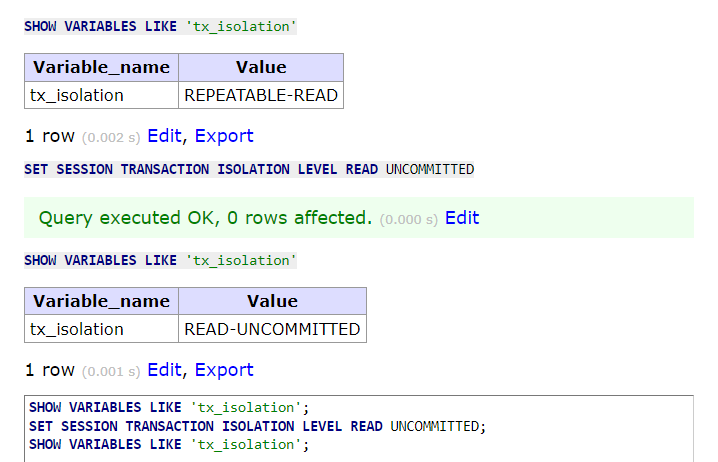 SHOW VARIABLES LIKE 'tx_isolation'
Variable_name Value
tx_isolation REPEATABLE-READ
1 row (0.002 s) Edit, Export
SET SESSION TRANSACTION ISOLATION LEVEL READ UNCOMMITTED
Query executed OK, 0 rows affected. (0.000 s) Edit
SHOW VARIABLES LIKE 'tx_isolation'
Variable_name Value
tx_isolation READ-UNCOMMITTED
1 row (0.001 s) Edit, Export
SHOW VARIABLES LIKE 'tx_isolation';
SET SESSION TRANSACTION ISOLATION LEVEL READ UNCOMMITTED;
SHOW VARIABLES LIKE 'tx_isolation';